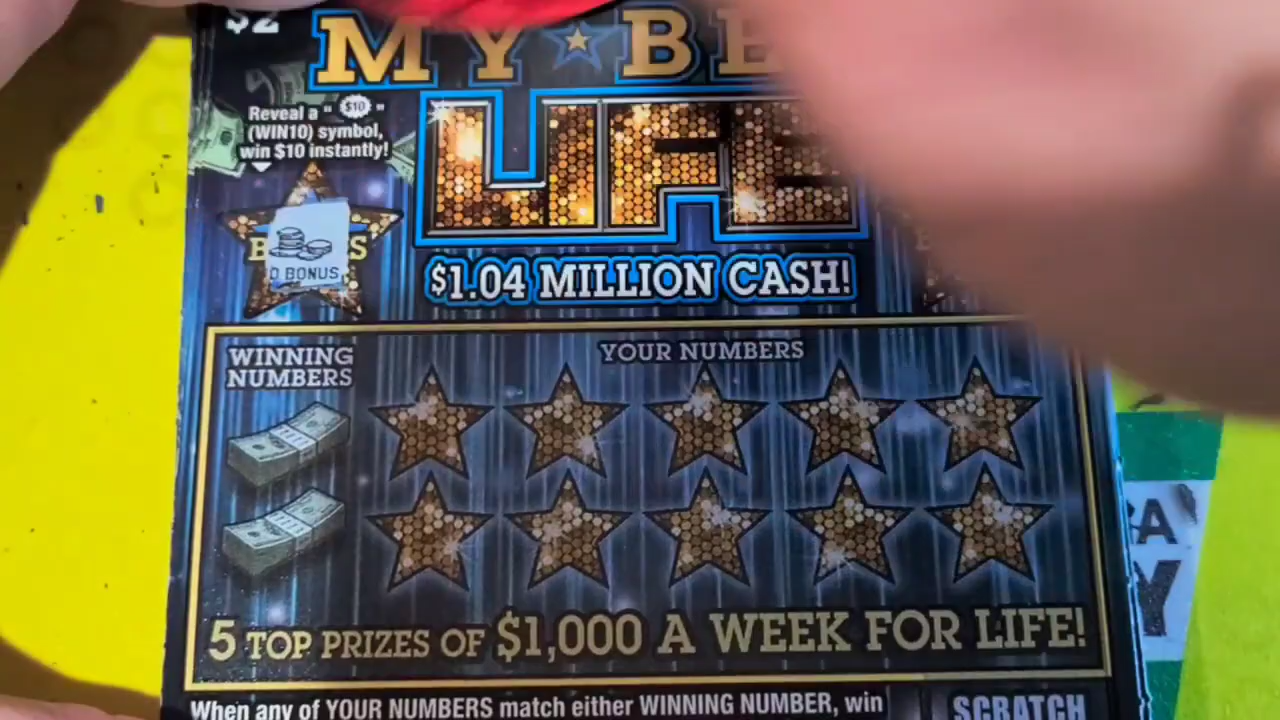 $2
MY BE
LIFE
Reveal a "$10"
(WIN10) symbol,
win $10 instantly!
BONUS
$1.04 MILLION CASH!
WINNING
NUMBERS
YOUR NUMBERS
5 TOP PRIZES OF $1,000 A WEEK FOR LIFE!
When any of YOUR NUMBERS match either WINNING NUMBER, win
SCRATCH